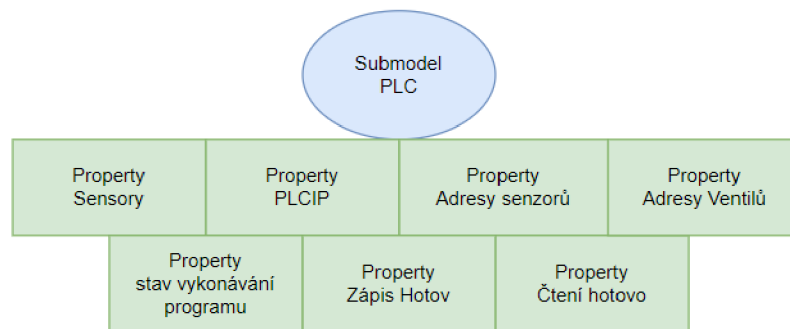 Submodel
PLC
Property
Sensory
Property
PLCIP
Property
Adresy senzorů
Property
Adresy Ventilů
Property
stav vykonávání
programu
Property
Zápis Hotov
Property
Čtení hotovo